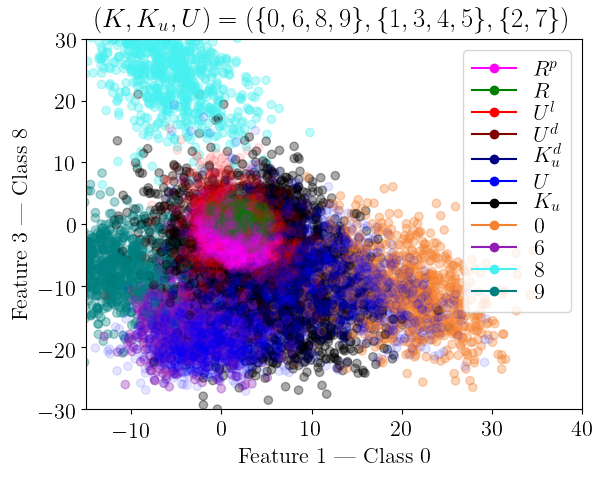 (K, K_u, U) = ({0, 6, 8, 9}, {1, 3, 4, 5}, {2, 7})
30
20
10
0
−10
−20
−30
Feature 3 — Class 8
R^p
R
U^l
U^d
K_u^d
U
K_u
0
6
8
9
−10
0
10
20
30
40
Feature 1 — Class 0